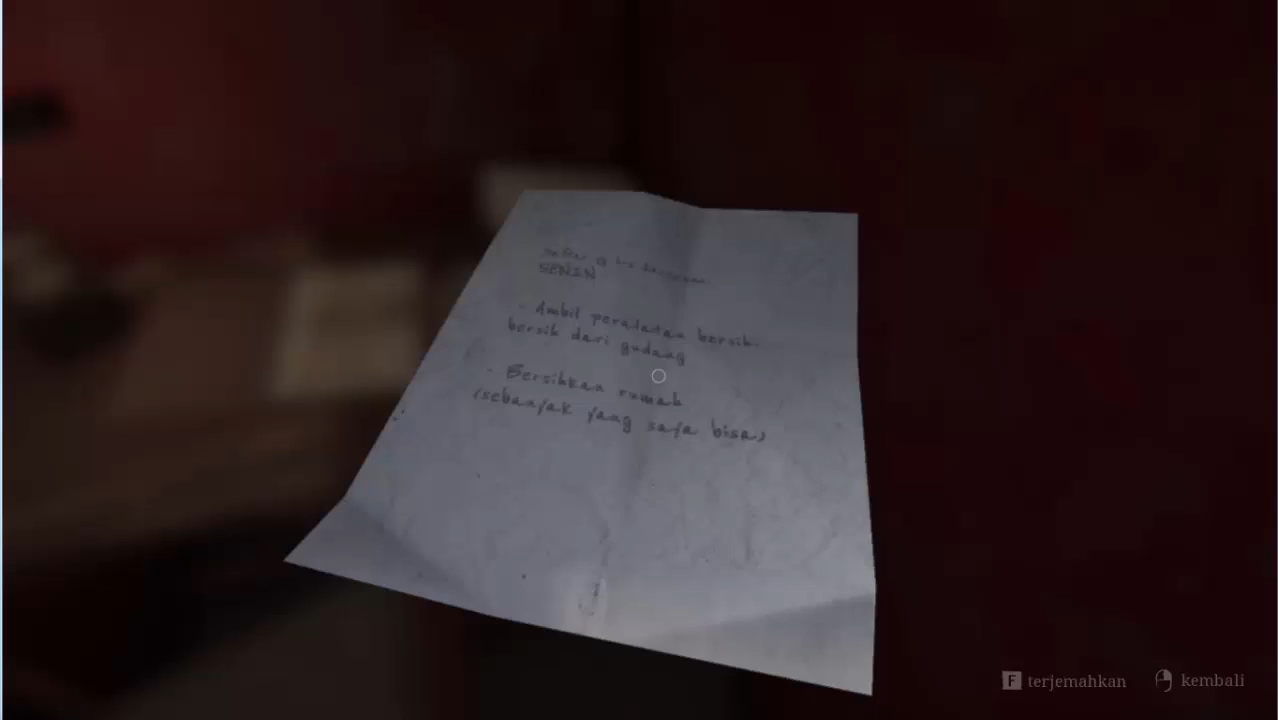 SENIN
- Ambil peralatan bersih-
bersih dari gudang
- Bersihkan rumah
(sebanyak yang saya bisa)
F terjemahkan
kembali